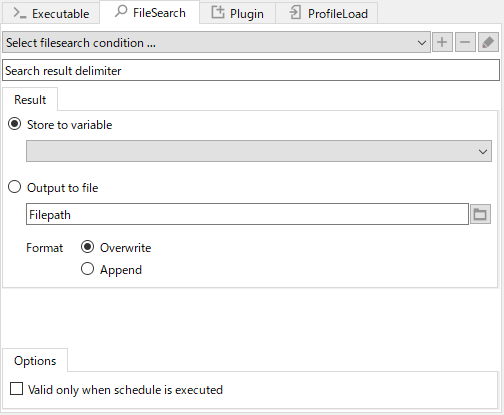 Executable FileSearch Plugin ProfileLoad
Select filesearch condition ...
Search result delimiter
Result
Store to variable
Output to file
Filepath
Format Overwrite
Append
Options
Valid only when schedule is executed